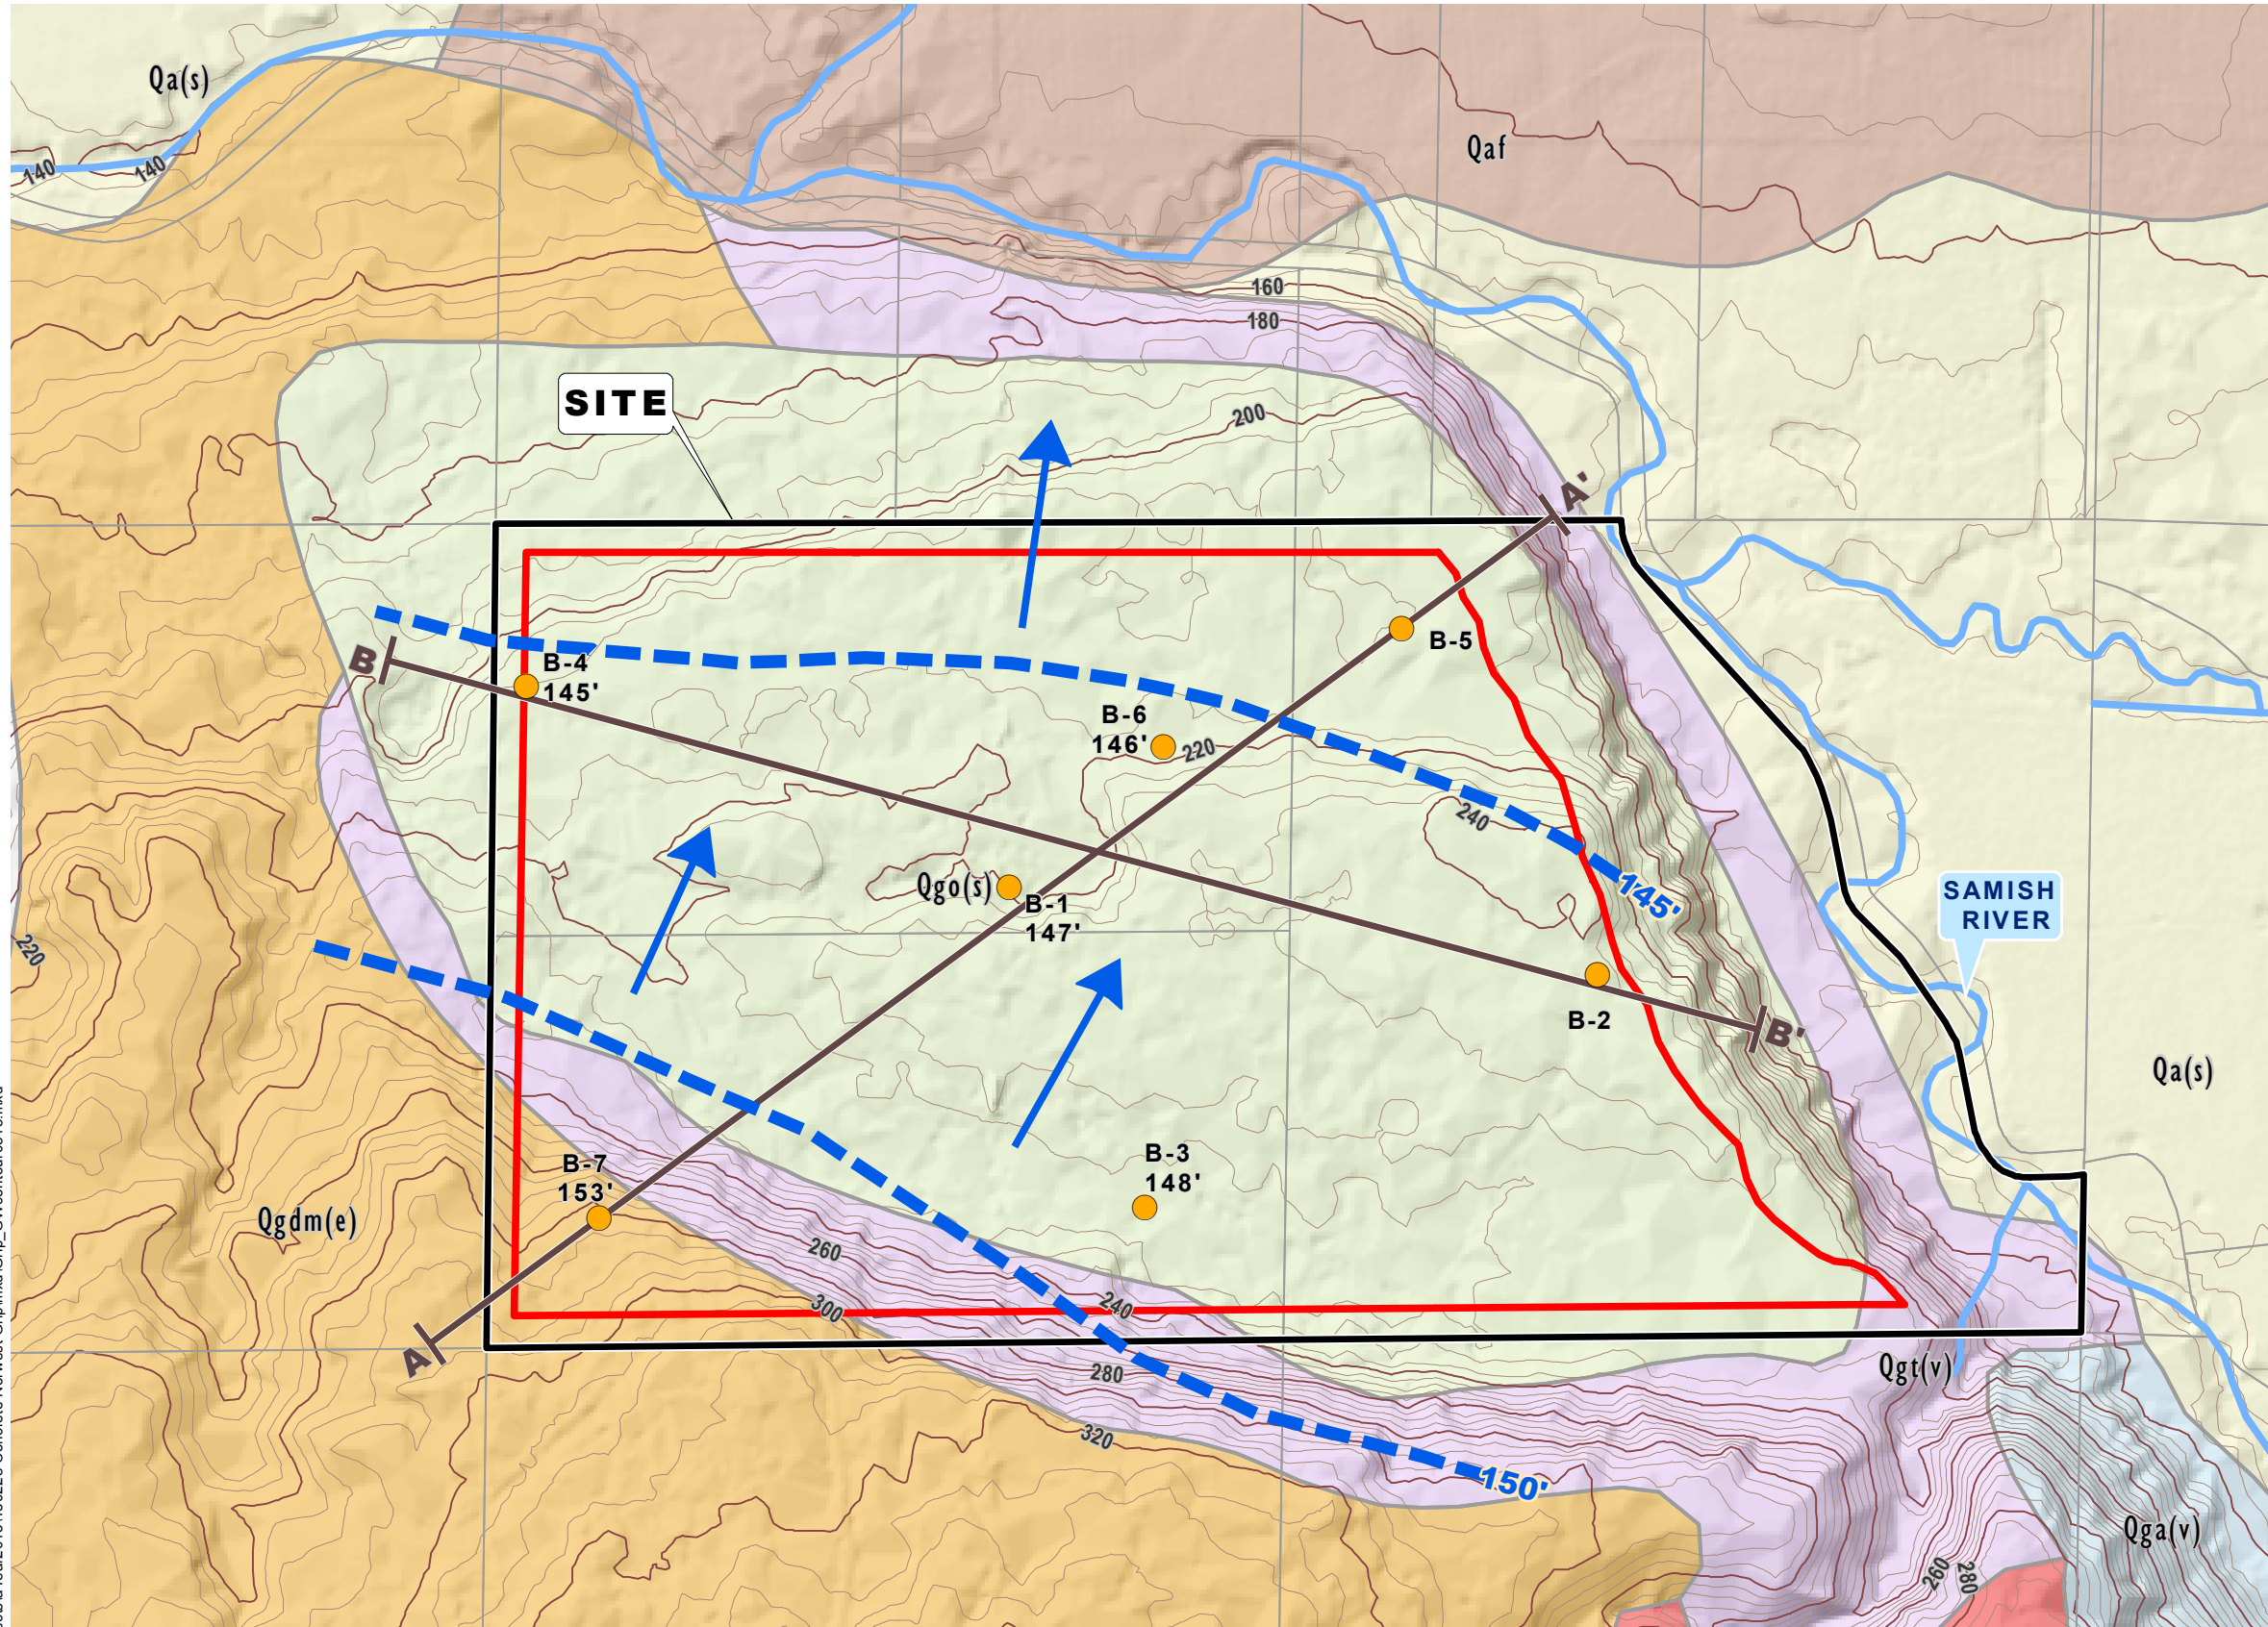 Qa(s)
Qaf
140
140
160
180
SITE
200
A'
B
B-4
145'
B-5
B-6
146'
220
240
Qgo(s)
B-1
147'
145'
SAMISH
RIVER
220
B-2
B'
Qa(s)
B-7
153'
B-3
148'
Qgdm(e)
260
300
240
A
280
Qgt(v)
320
150'
Qga(v)
260
280